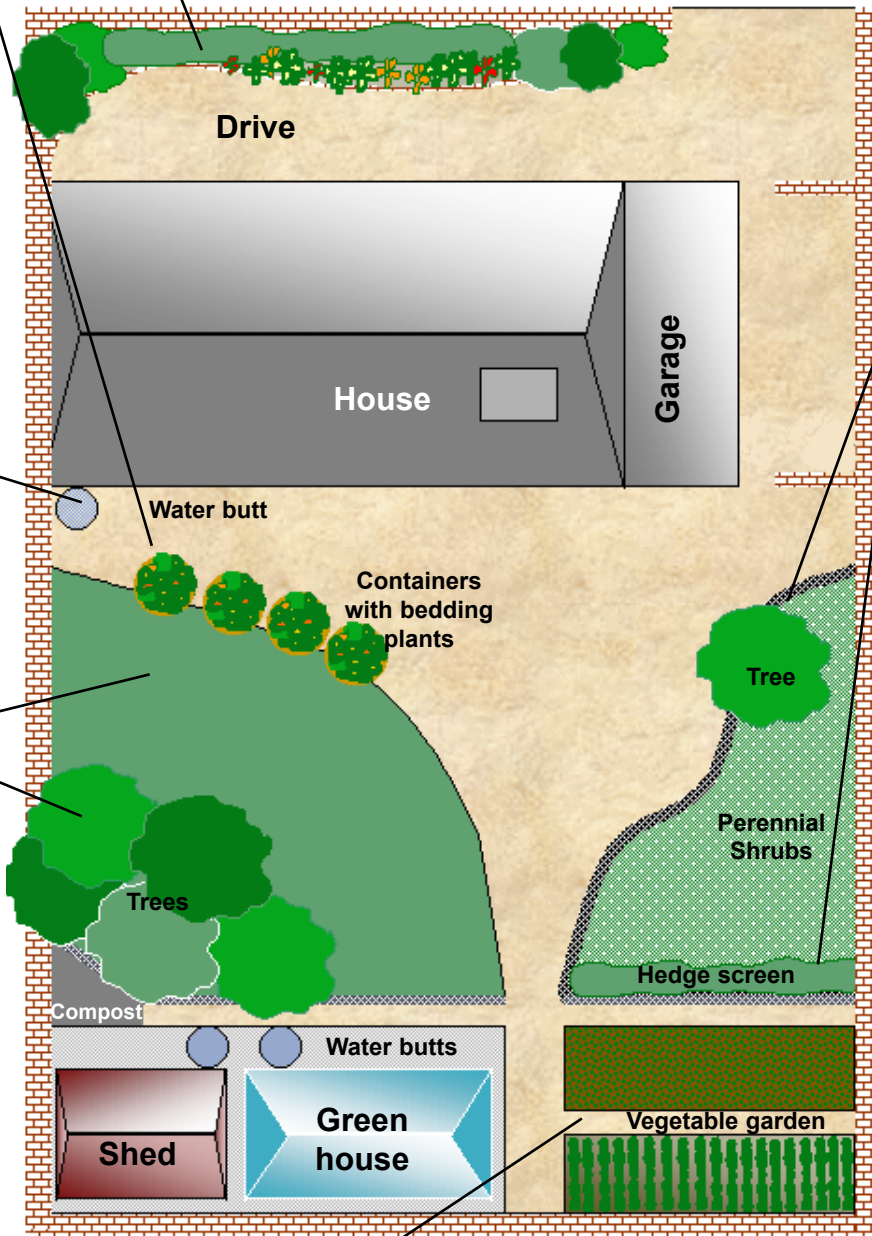 Drive
House
Garage
Water butt
Containers
with bedding
plants
Tree
Perennial
Shrubs
Trees
Hedge screen
Compost
Water butts
Vegetable garden
Shed
Green
house